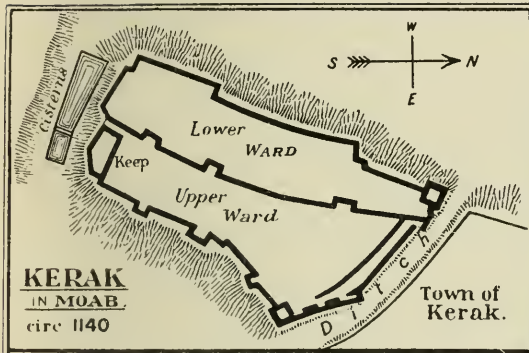 W
S N
E
Cisterns
Lower
WARD
Keep
Upper
Ward
KERAK
IN MOAB.
circ 1140
Ditch
Town of
Kerak.